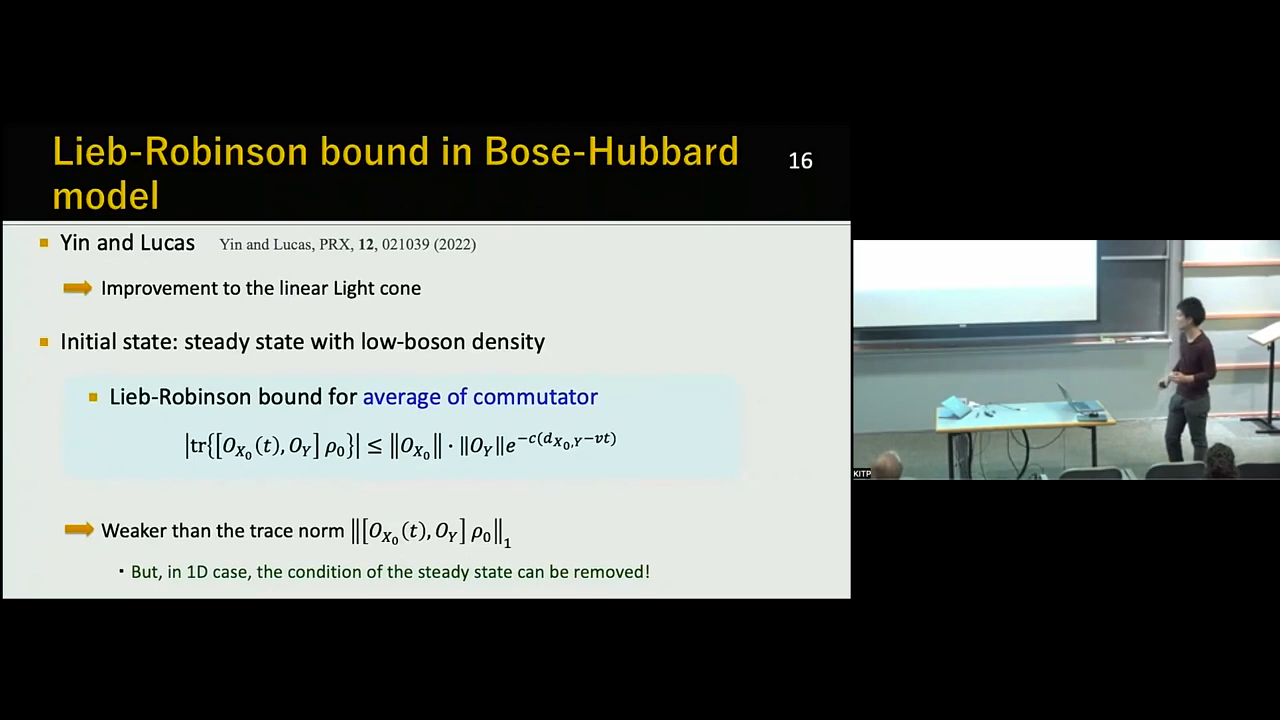 Lieb-Robinson bound in Bose-Hubbard
model
16
Yin and Lucas Yin and Lucas, PRX, 12, 021039 (2022)
Improvement to the linear Light cone
Initial state: steady state with low-boson density
Lieb-Robinson bound for average of commutator
|tr{[O_{X_0}(t), O_Y] ρ_0}| ≤ ‖O_{X_0}‖ · ‖O_Y‖e^{−c(d_{X_0,Y}−vt)}
Weaker than the trace norm ‖[O_{X_0}(t), O_Y] ρ_0‖_1
But, in 1D case, the condition of the steady state can be removed!
KITP